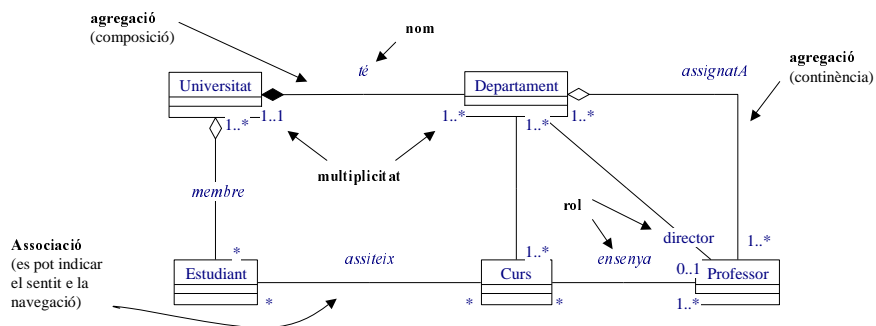 agregació
(composició)
nom
té
agregació
(continència)
Universitat
Departament
assignatA
1..*
1..1
1..*
1..*
1..*
multiplicitat
membre
rol
director
Associació
(es pot indicar
el sentit e la
navegació)
*
assiteix
1..*
ensenya
1..*
0..1
Estudiant
Curs
Professor
*
*
*
1..*